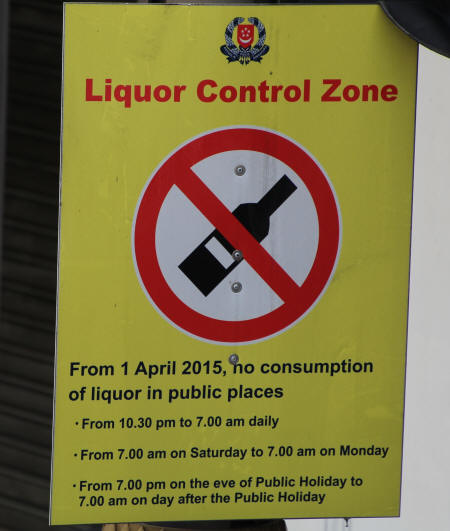 Liquor Control Zone
From 1 April 2015, no consumption
of liquor in public places
· From 10.30 pm to 7.00 am daily
· From 7.00 am on Saturday to 7.00 am on Monday
· From 7.00 pm on the eve of Public Holiday to
7.00 am on day after the Public Holiday